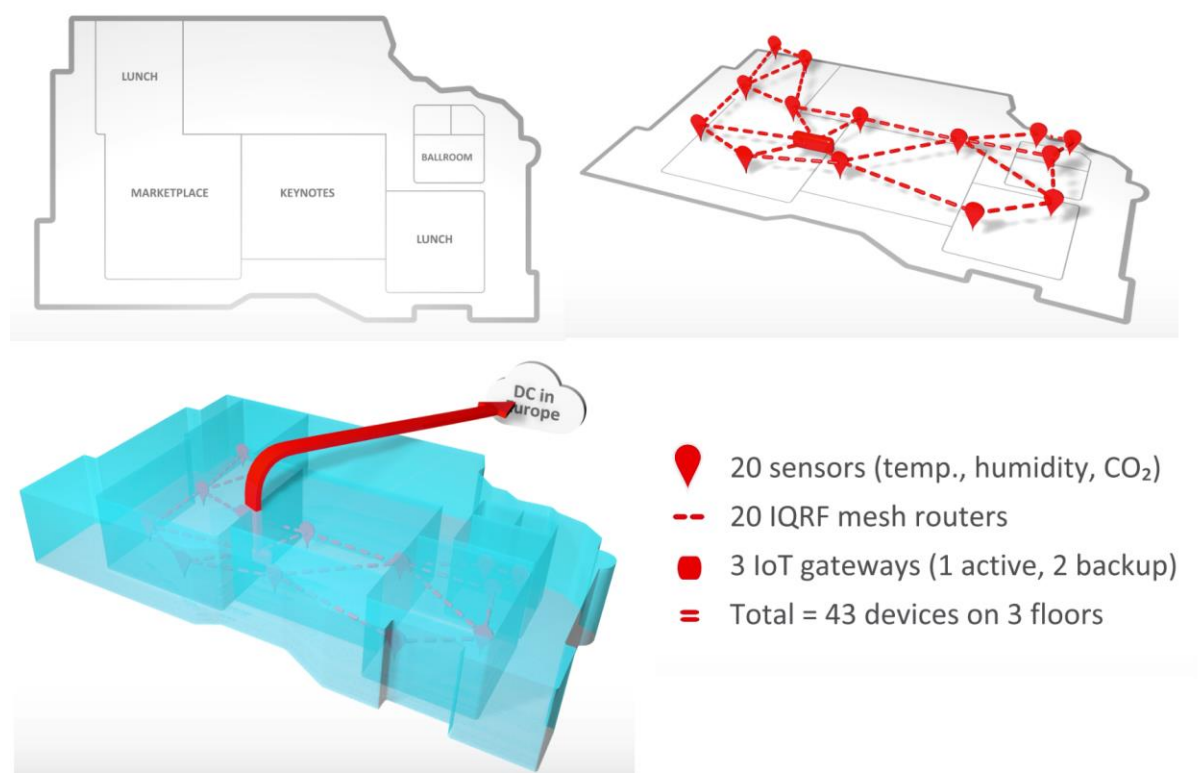 LUNCH
MARKETPLACE
KEYNOTES
BALLROOM
LUNCH
DC in
Europe
20 sensors (temp., humidity, CO₂)
20 IQRF mesh routers
3 IoT gateways (1 active, 2 backup)
Total = 43 devices on 3 floors